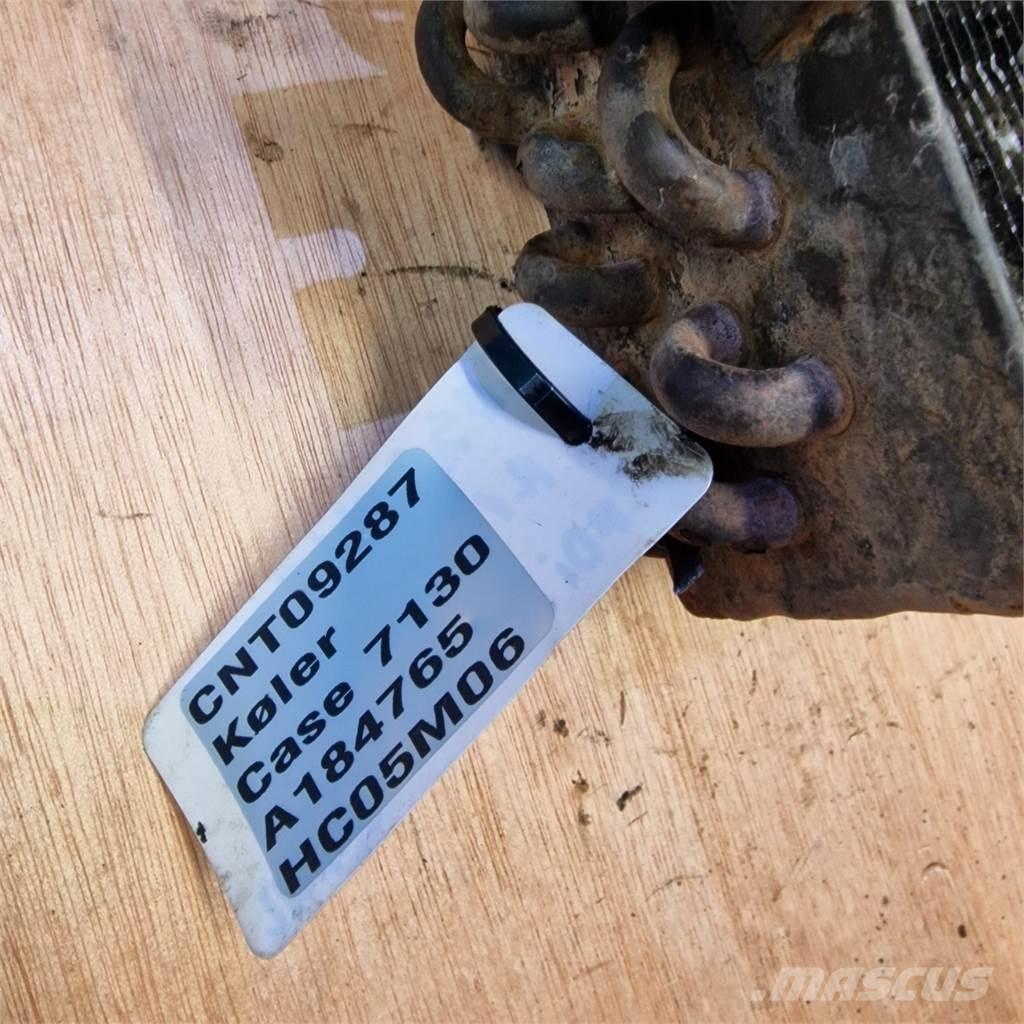 CNT09287
Køler
Case 7130
A184765
HC05M06
.MASCUS